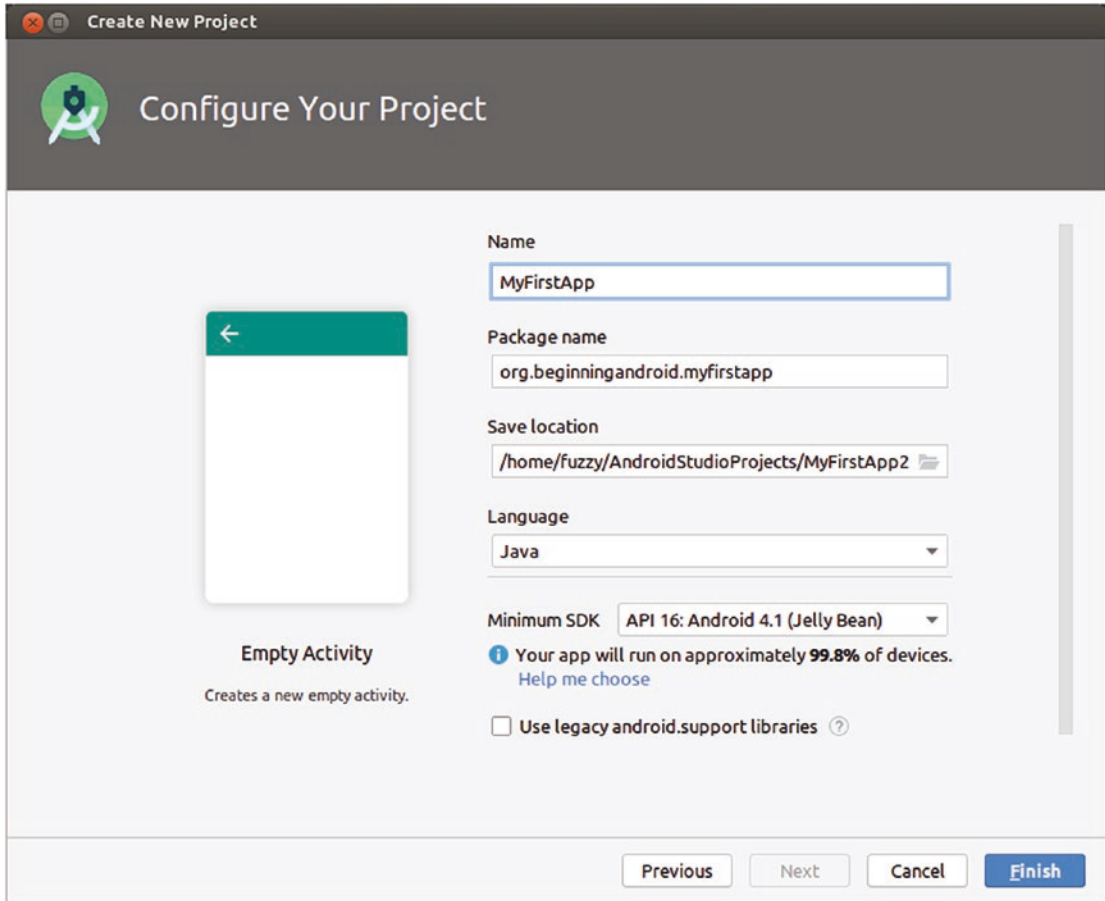 Create New Project
Configure Your Project
Name
MyFirstApp
Package name
org.beginningandroid.myfirstapp
Save location
/home/fuzzy/AndroidStudioProjects/MyFirstApp2
Language
Java
Minimum SDK API 16: Android 4.1 (Jelly Bean)
Your app will run on approximately 99.8% of devices.
Help me choose
Use legacy android.support libraries ?
Empty Activity
Creates a new empty activity.
Previous Next Cancel Finish